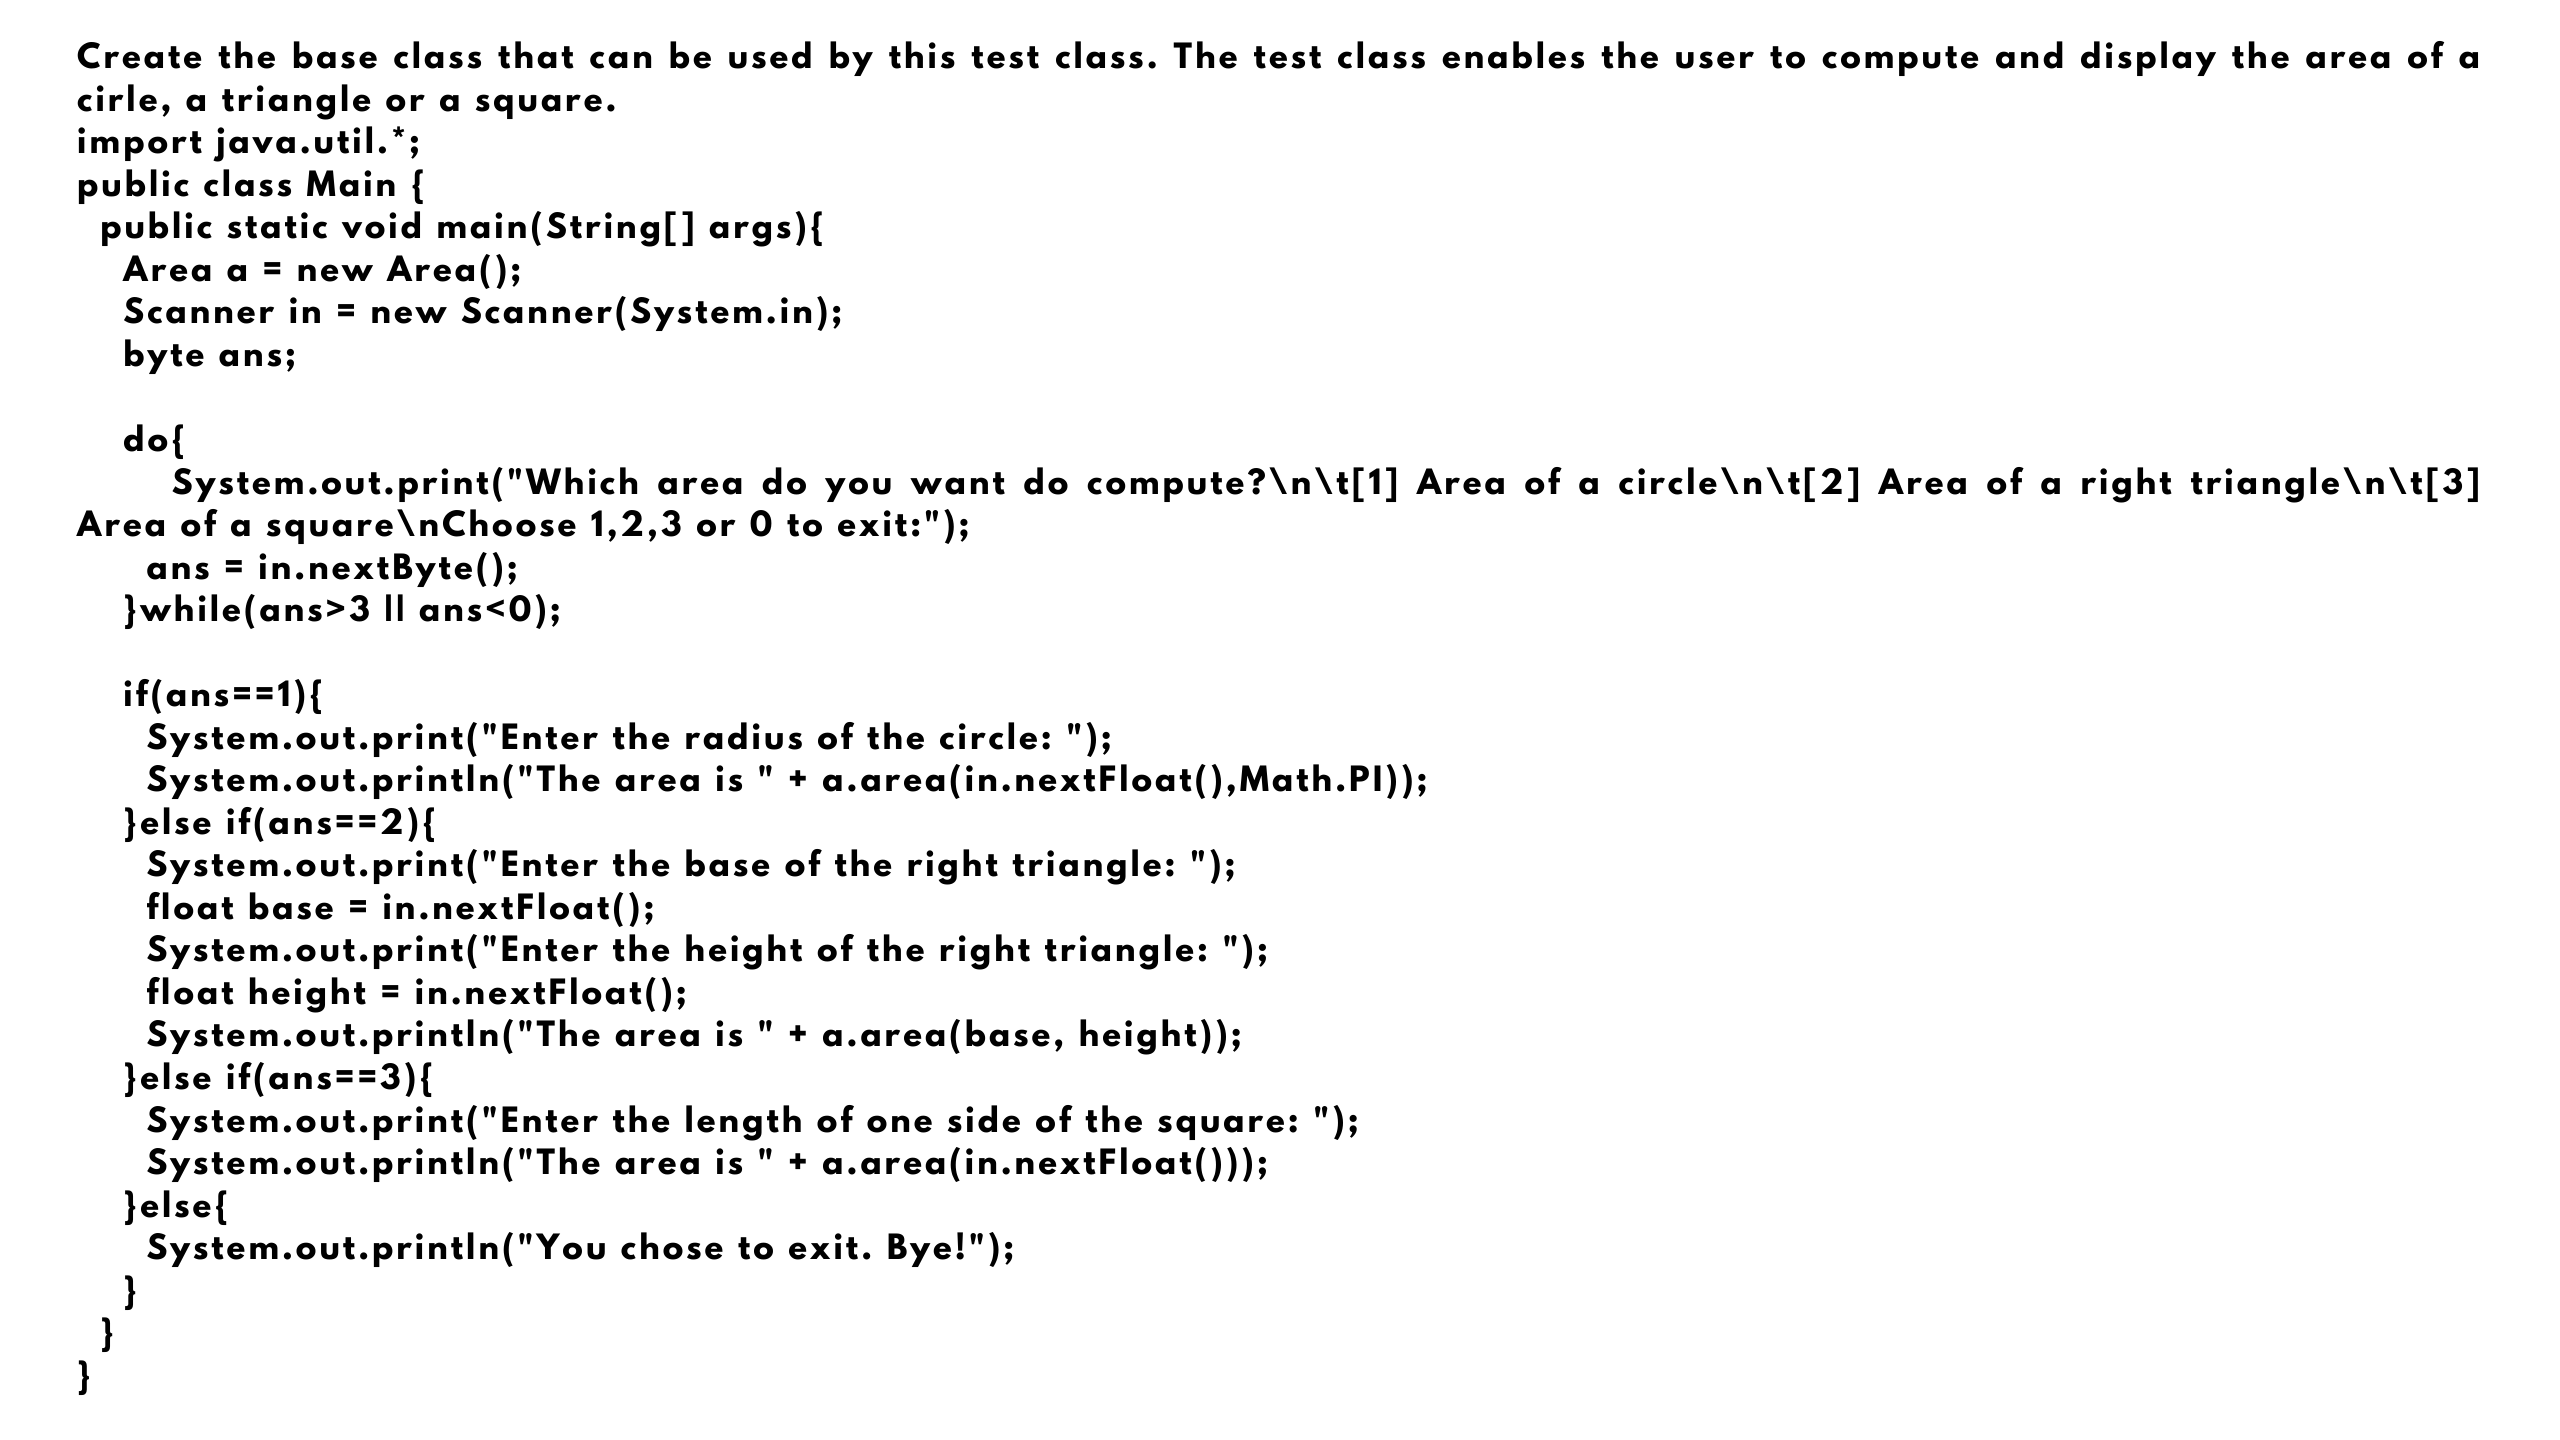 Create the base class that can be used by this test class. The test class enables the user to compute and display the area of a
cirle, a triangle or a square.
import java.util.*;
public class Main {
  public static void main(String[] args){
    Area a = new Area();
    Scanner in = new Scanner(System.in);
    byte ans;

    do{
        System.out.print("Which area do you want do compute?\n\t[1] Area of a circle\n\t[2] Area of a right triangle\n\t[3]
Area of a square\nChoose 1,2,3 or 0 to exit:");
      ans = in.nextByte();
    }while(ans>3 || ans<0);

    if(ans==1){
      System.out.print("Enter the radius of the circle: ");
      System.out.println("The area is " + a.area(in.nextFloat(),Math.PI));
    }else if(ans==2){
      System.out.print("Enter the base of the right triangle: ");
      float base = in.nextFloat();
      System.out.print("Enter the height of the right triangle: ");
      float height = in.nextFloat();
      System.out.println("The area is " + a.area(base, height));
    }else if(ans==3){
      System.out.print("Enter the length of one side of the square: ");
      System.out.println("The area is " + a.area(in.nextFloat()));
    }else{
      System.out.println("You chose to exit. Bye!");
    }
  }
}